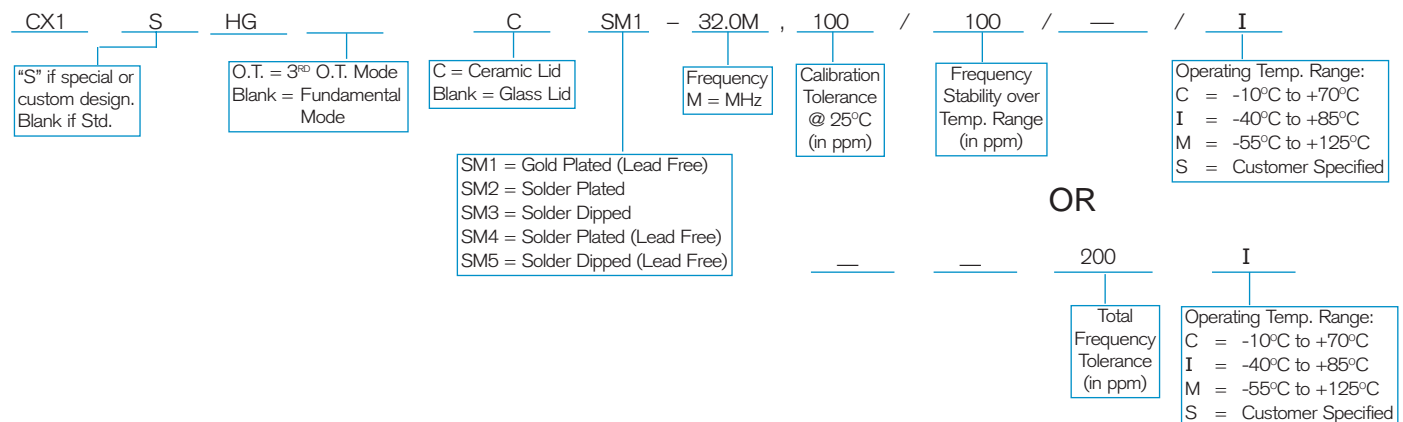 CX1 S HG C SM1 – 32.0M , 100 / 100 / — / I
"S" if special or
custom design.
Blank if Std.
O.T. = 3RD O.T. Mode
Blank = Fundamental
Mode
C = Ceramic Lid
Blank = Glass Lid
SM1 = Gold Plated (Lead Free)
SM2 = Solder Plated
SM3 = Solder Dipped
SM4 = Solder Plated (Lead Free)
SM5 = Solder Dipped (Lead Free)
Frequency
M = MHz
Calibration
Tolerance
@ 25°C
(in ppm)
Frequency
Stability over
Temp. Range
(in ppm)
Operating Temp. Range:
C = -10°C to +70°C
I = -40°C to +85°C
M = -55°C to +125°C
S = Customer Specified
OR
— — 200 I
Total
Frequency
Tolerance
(in ppm)
Operating Temp. Range:
C = -10°C to +70°C
I = -40°C to +85°C
M = -55°C to +125°C
S = Customer Specified